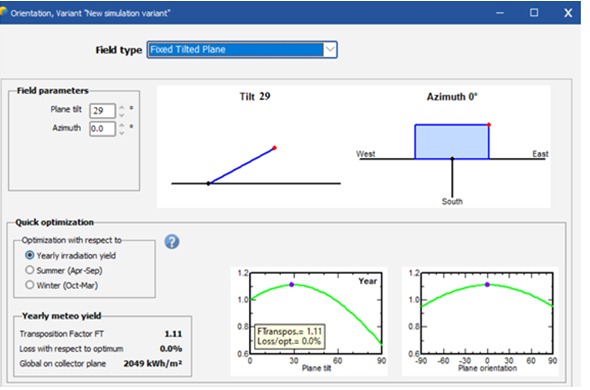 Orientation, Variant "New simulation variant"
Field type Fixed Tilted Plane
Field parameters
Plane tilt 29 °
Azimuth 0.0 °
Tilt 29
Azimuth 0°
West East
South
Quick optimization
Optimization with respect to
Yearly irradiation yield
Summer (Apr-Sep)
Winter (Oct-Mar)
?
Yearly meteo yield
Transposition Factor FT 1.11
Loss with respect to optimum 0.0%
Global on collector plane 2049 kWh/m²
Year
1.2
1.0
0.8
0.6
FTranspos.= 1.11
Loss/opt.= 0.0%
0 30 60 90
Plane tilt
1.2
1.0
0.8
0.6
-90 -60 -30 0 30 60 90
Plane orientation